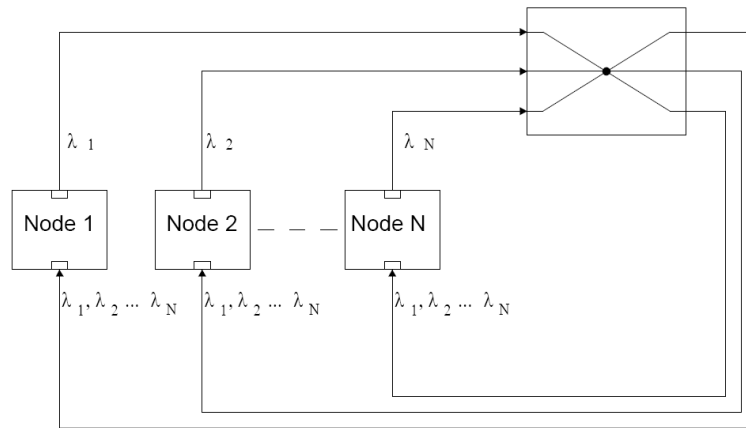 λ 1
λ 2
λ N
Node 1
Node 2
Node N
λ 1, λ 2 ... λ N
λ 1, λ 2 ... λ N
λ 1, λ 2 ... λ N